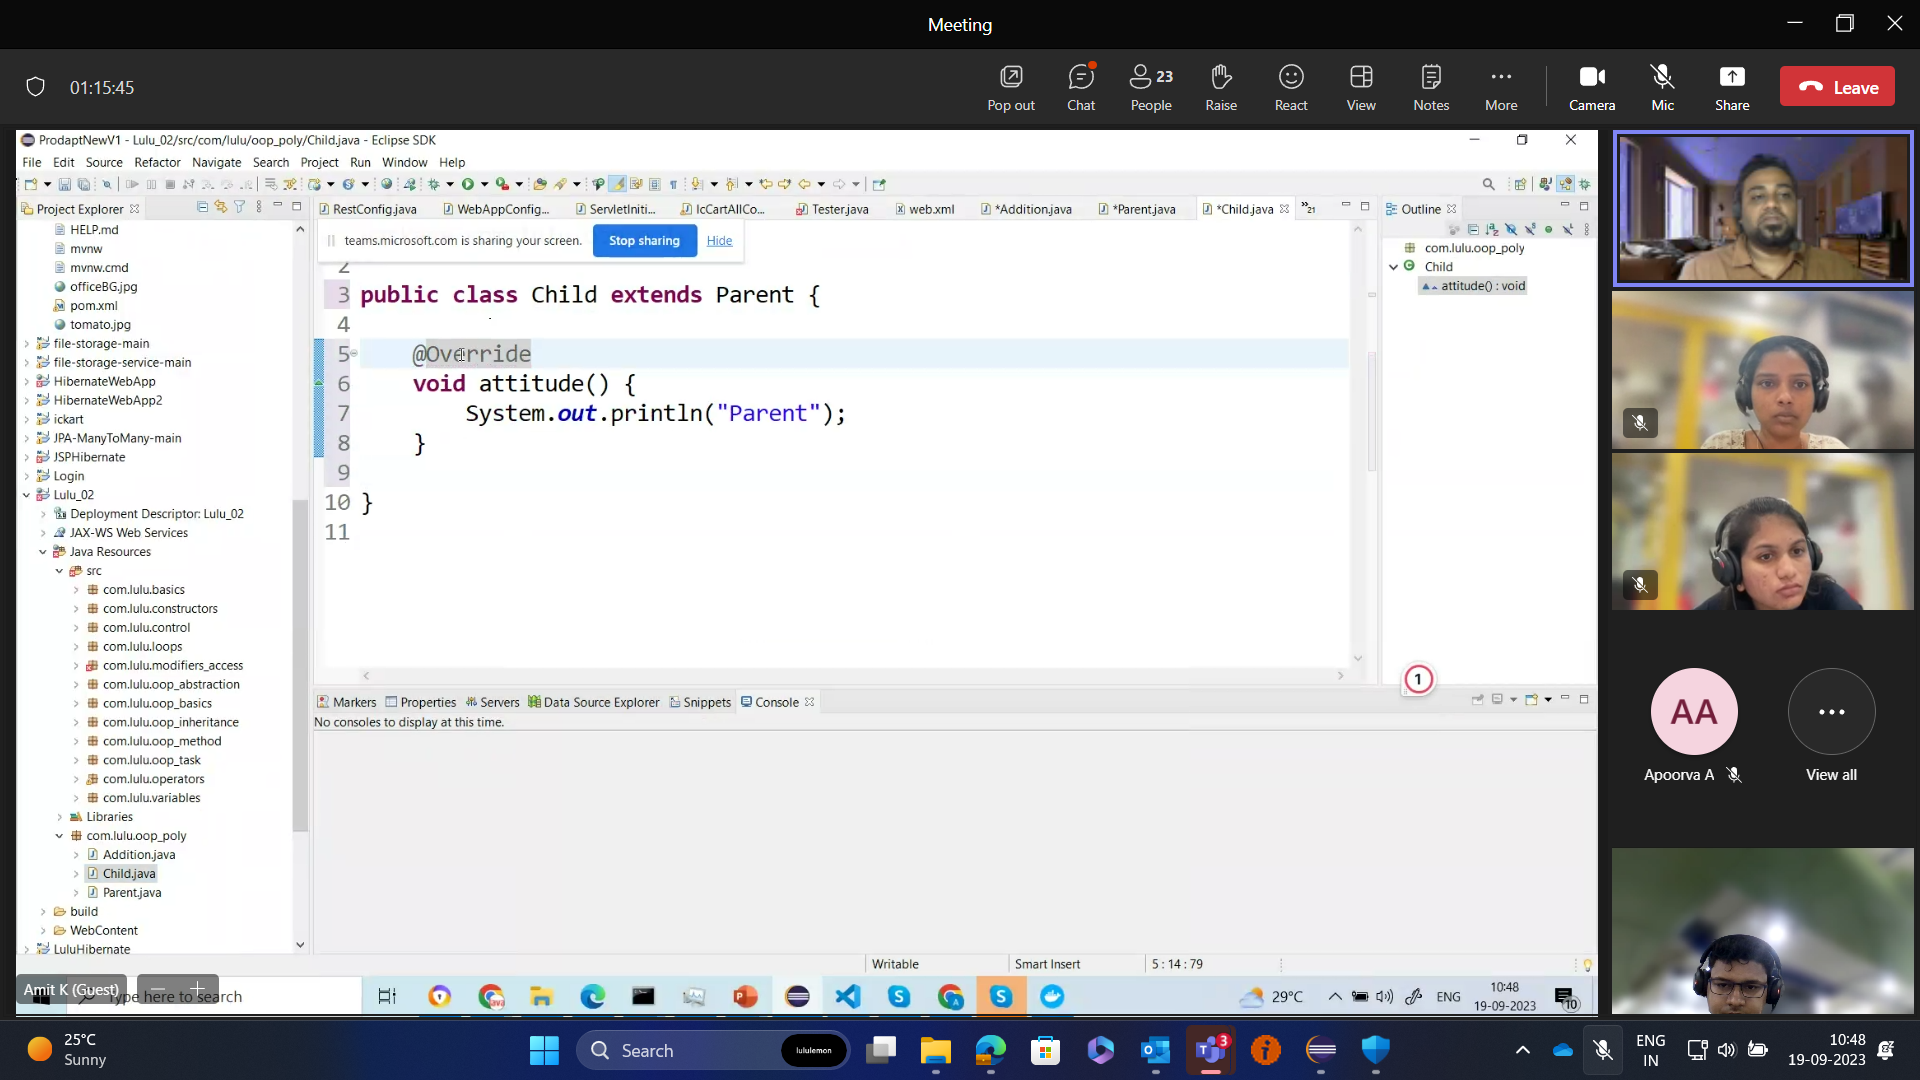 Meeting
01:15:45
Pop out
Chat
People 23
Raise
React
View
Notes
More
Camera
Mic
Share
Leave
ProdaptNewV1 - Lulu_02/src/com/lulu/oop_poly/Child.java - Eclipse SDK
File Edit Source Refactor Navigate Search Project Run Window Help
Project Explorer
RestConfig.java
WebAppConfig...
ServletIniti...
IcCartAllCo...
Tester.java
web.xml
*Addition.java
*Parent.java
*Child.java
»21
Outline
teams.microsoft.com is sharing your screen.
Stop sharing
Hide
HELP.md
mvnw
mvnw.cmd
officeBG.jpg
pom.xml
tomato.jpg
file-storage-main
file-storage-service-main
HibernateWebApp
HibernateWebApp2
ickart
JPA-ManyToMany-main
JSPHibernate
Login
Lulu_02
Deployment Descriptor: Lulu_02
JAX-WS Web Services
Java Resources
src
com.lulu.basics
com.lulu.constructors
com.lulu.control
com.lulu.loops
com.lulu.modifiers_access
com.lulu.oop_abstraction
com.lulu.oop_basics
com.lulu.oop_inheritance
com.lulu.oop_method
com.lulu.oop_task
com.lulu.operators
com.lulu.variables
Libraries
com.lulu.oop_poly
Addition.java
Child.java
Parent.java
build
WebContent
LuluHibernate
2
3 public class Child extends Parent {
4
5 @Override
6 void attitude() {
7 System.out.println("Parent");
8 }
9
10 }
11
com.lulu.oop_poly
Child
attitude() : void
1
Markers
Properties
Servers
Data Source Explorer
Snippets
Console
No consoles to display at this time.
Writable
Smart Insert
5 : 14 : 79
Amit K (Guest)
Type here to search
29°C
ENG
10:48
19-09-2023
10
AA
Apoorva A
View all
25°C
Sunny
Search
lululemon
3
ENG
IN
10:48
19-09-2023